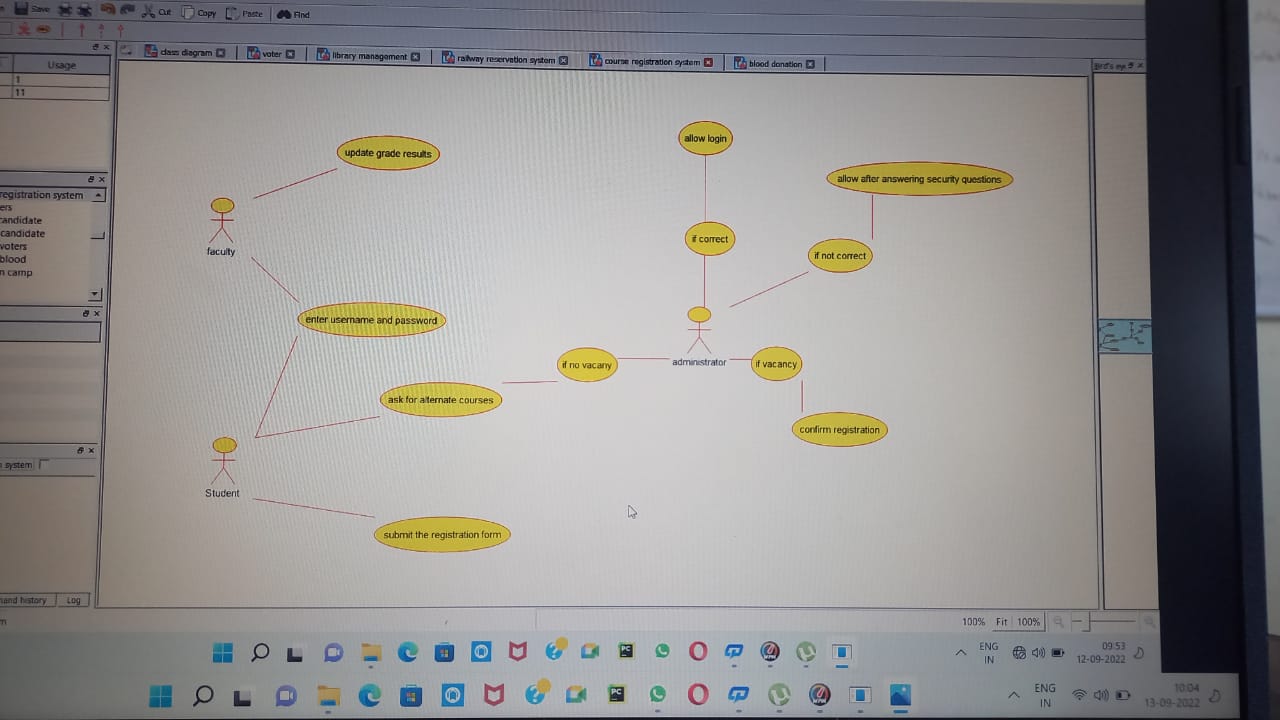 Save
Cut
Copy
Paste
Find
class diagram
voter
library management
railway reservation system
course registration system
blood donation
Usage
1
11
Bird's eye
registration system
ers
candidate
candidate
voters
blood
n camp
system
mand history
Log
update grade results
faculty
enter username and password
ask for alternate courses
Student
submit the registration form
allow login
if correct
allow after answering security questions
if not correct
administrator
if no vacany
if vacancy
confirm registration
100% Fit 100%
PC
ENG
IN
09:53
12-09-2022
PC
ENG
IN
10:04
13-09-2022